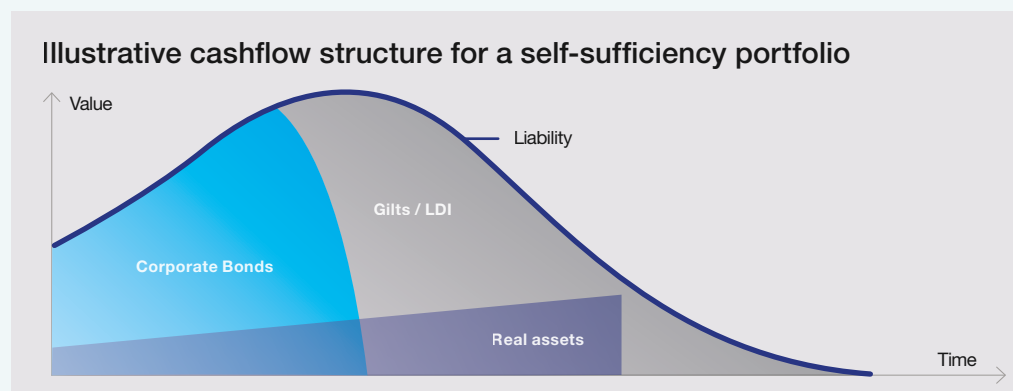 Illustrative cashflow structure for a self-sufficiency portfolio
Value
Liability
Gilts / LDI
Corporate Bonds
Real assets
Time